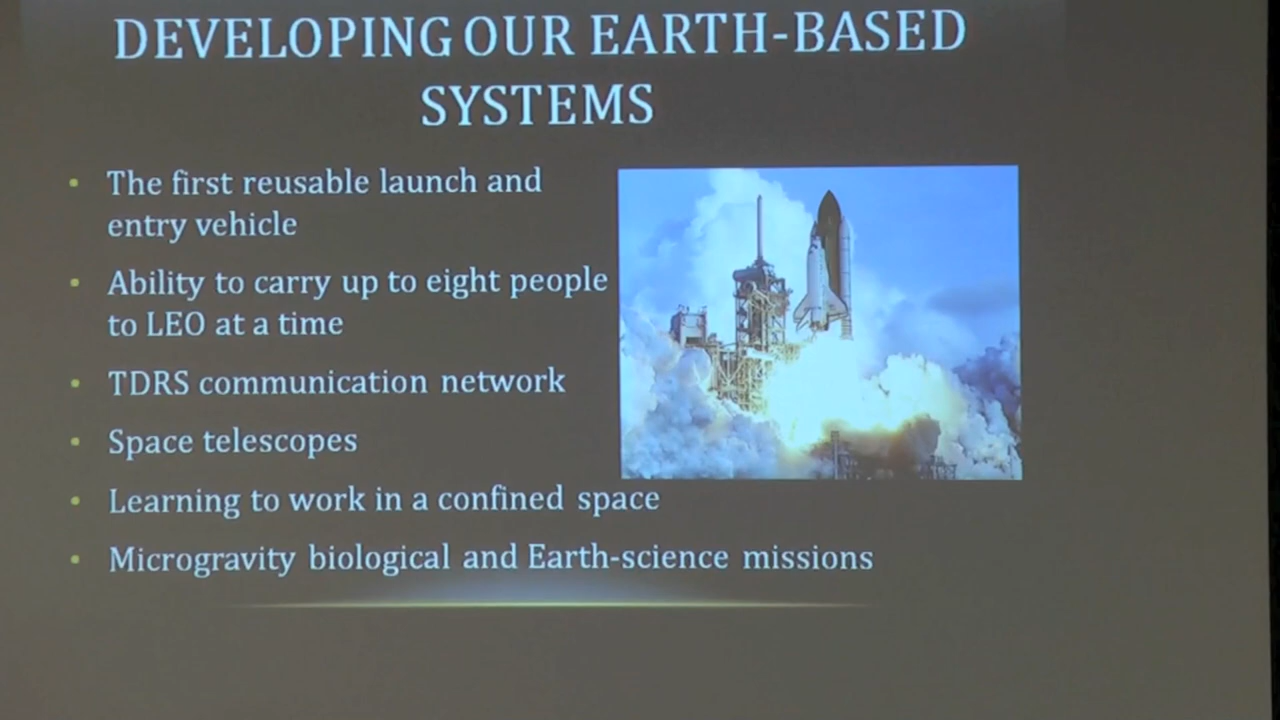 DEVELOPING OUR EARTH-BASED
SYSTEMS
• The first reusable launch and
entry vehicle
• Ability to carry up to eight people
to LEO at a time
• TDRS communication network
• Space telescopes
• Learning to work in a confined space
• Microgravity biological and Earth-science missions